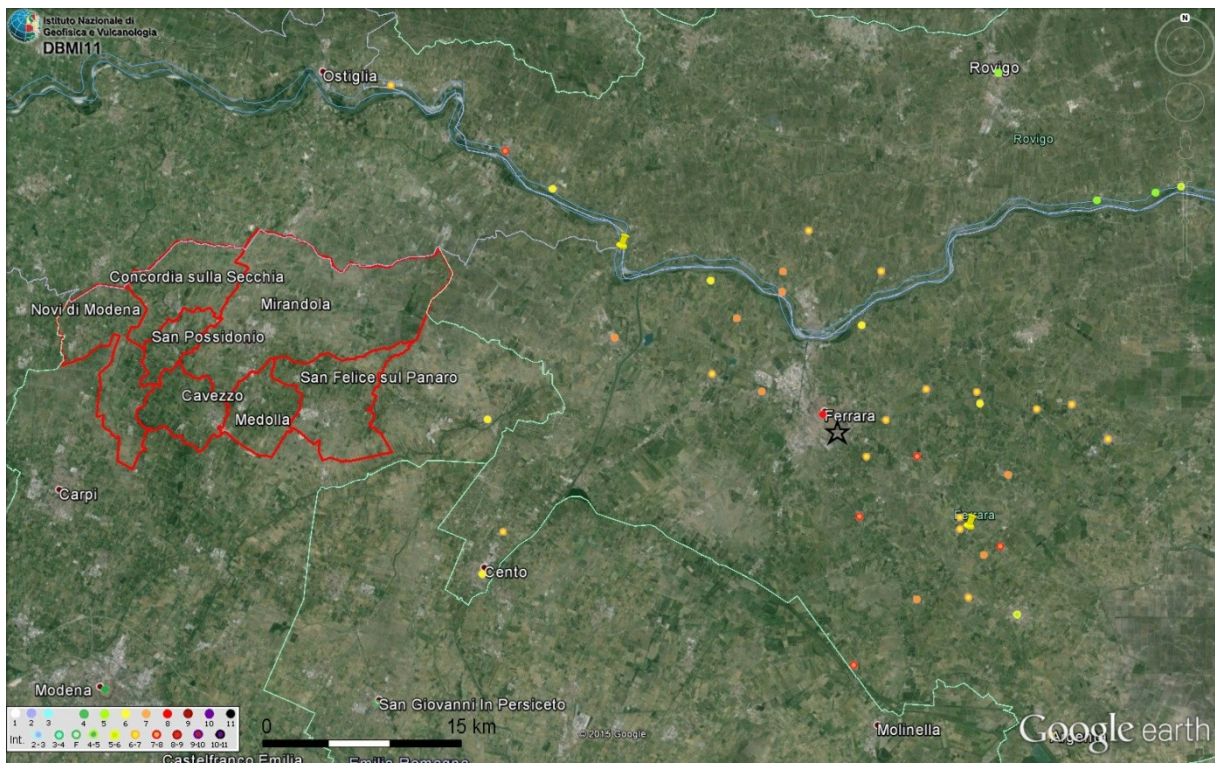 Istituto Nazionale di
Geofisica e Vulcanologia
DBMI11
N
Ostiglia
Rovigo
Rovigo
Concordia sulla Secchia
Novi di Modena
Mirandola
San Possidonio
San Felice sul Panaro
Cavezzo
Medolla
Ferrara
Carpi
Ferrara
Cento
Modena
San Giovanni In Persiceto
Molinella
0 15 km
© 2015 Google
Google earth
1 2 3 4 5 6 7 8 9 10 11
Int. 2-3 3-4 F 4-5 5-6 6-7 7-8 8-9 9-10 10-11
Castelfranco Emilia
Emilia-Romagna